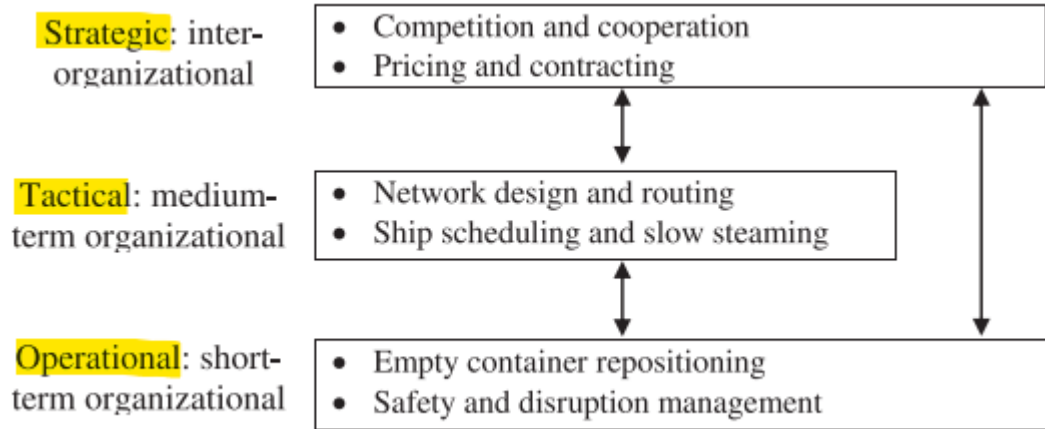 Strategic: inter-
organizational
• Competition and cooperation
• Pricing and contracting
Tactical: medium-
term organizational
• Network design and routing
• Ship scheduling and slow steaming
Operational: short-
term organizational
• Empty container repositioning
• Safety and disruption management